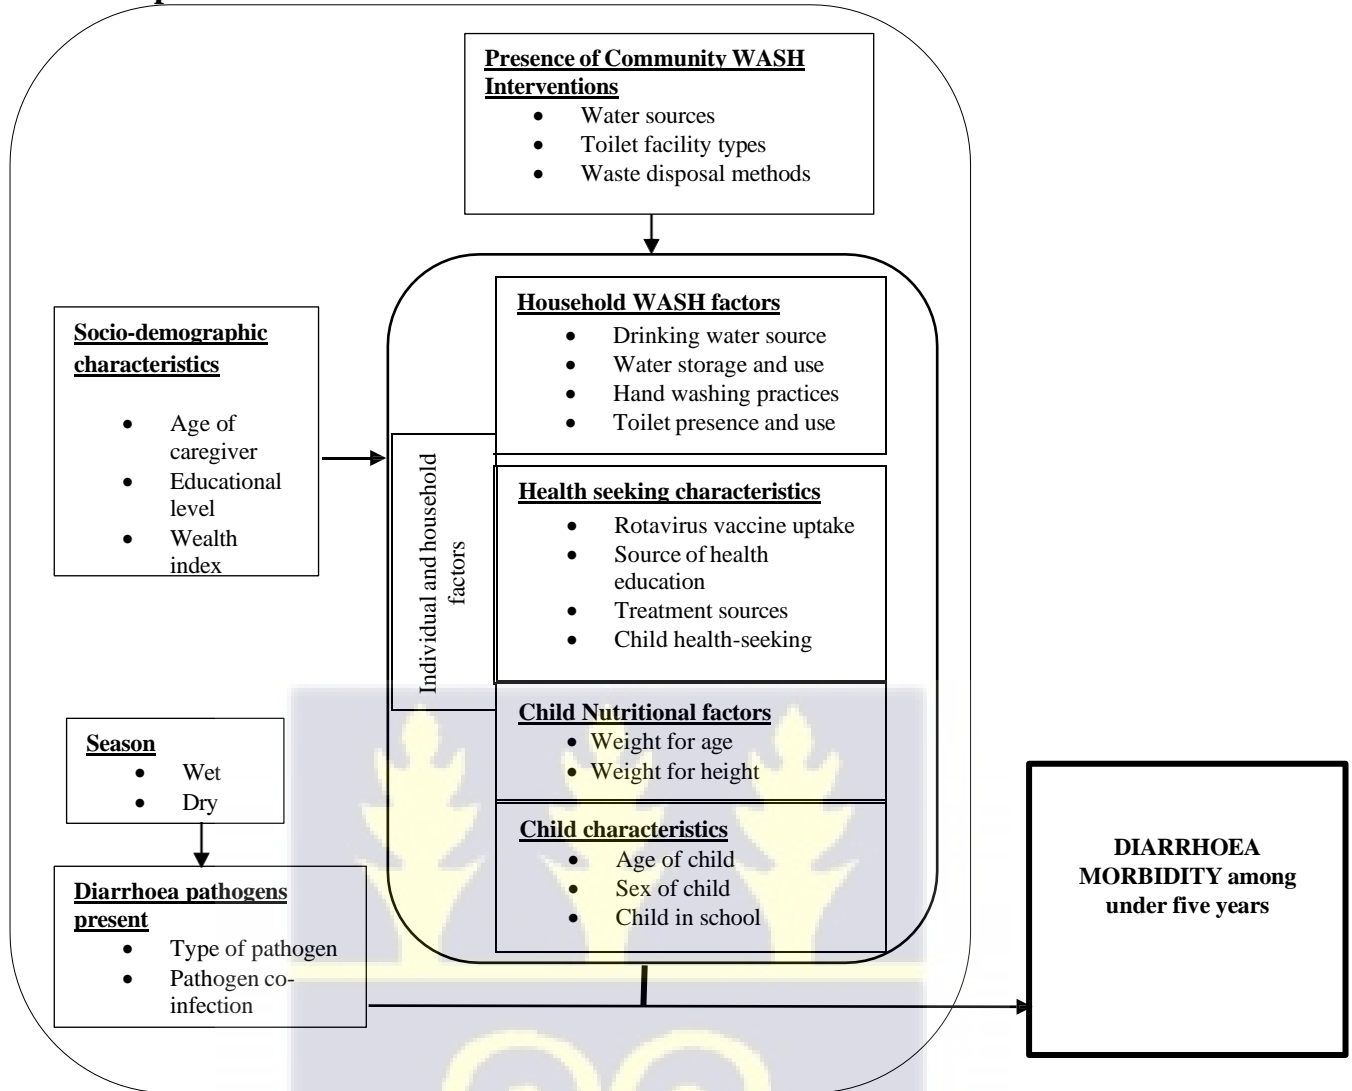 Presence of Community WASH
Interventions
• Water sources
• Toilet facility types
• Waste disposal methods
Socio-demographic
characteristics
• Age of
caregiver
• Educational
level
• Wealth
index
Individual and household
factors
Household WASH factors
• Drinking water source
• Water storage and use
• Hand washing practices
• Toilet presence and use
Health seeking characteristics
• Rotavirus vaccine uptake
• Source of health
education
• Treatment sources
• Child health-seeking
Child Nutritional factors
• Weight for age
• Weight for height
Child characteristics
• Age of child
• Sex of child
• Child in school
Season
• Wet
• Dry
Diarrhoea pathogens
present
• Type of pathogen
• Pathogen co-
infection
DIARRHOEA
MORBIDITY among
under five years